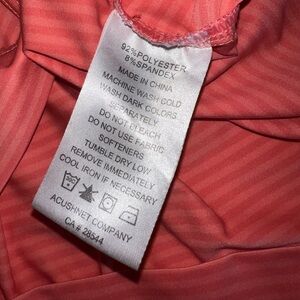 92%POLYESTER
8%SPANDEX
MADE IN CHINA
MACHINE WASH COLD
WASH DARK COLORS
SEPARATELY
DO NOT BLEACH
DO NOT USE FABRIC
SOFTENERS
TUMBLE DRY LOW
REMOVE IMMEDIATELY
COOL IRON IF NECESSARY
ACUSHNET COMPANY
CA # 28544